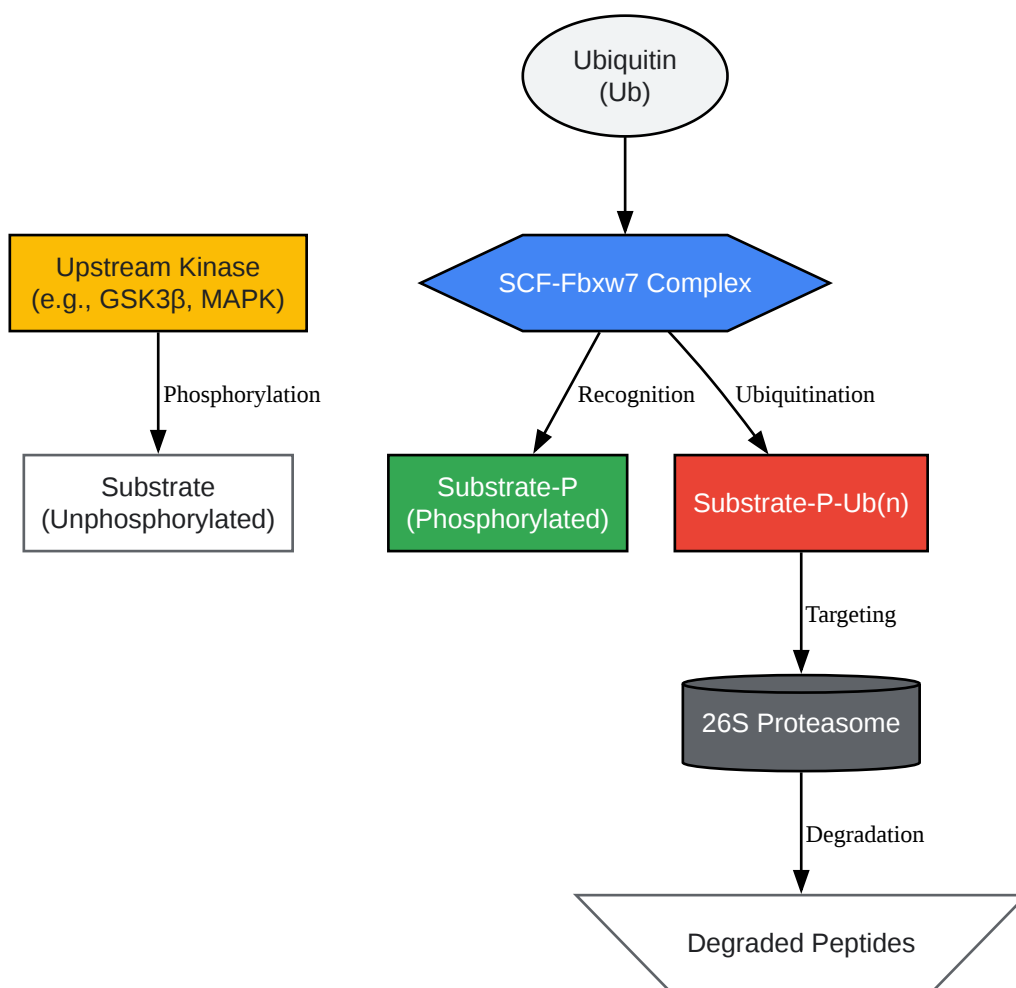 Ubiquitin
(Ub)
Upstream Kinase
(e.g., GSK3β, MAPK)
SCF-Fbxw7 Complex
Phosphorylation
Recognition
Ubiquitination
Substrate
(Unphosphorylated)
Substrate-P
(Phosphorylated)
Substrate-P-Ub(n)
Targeting
26S Proteasome
Degradation
Degraded Peptides